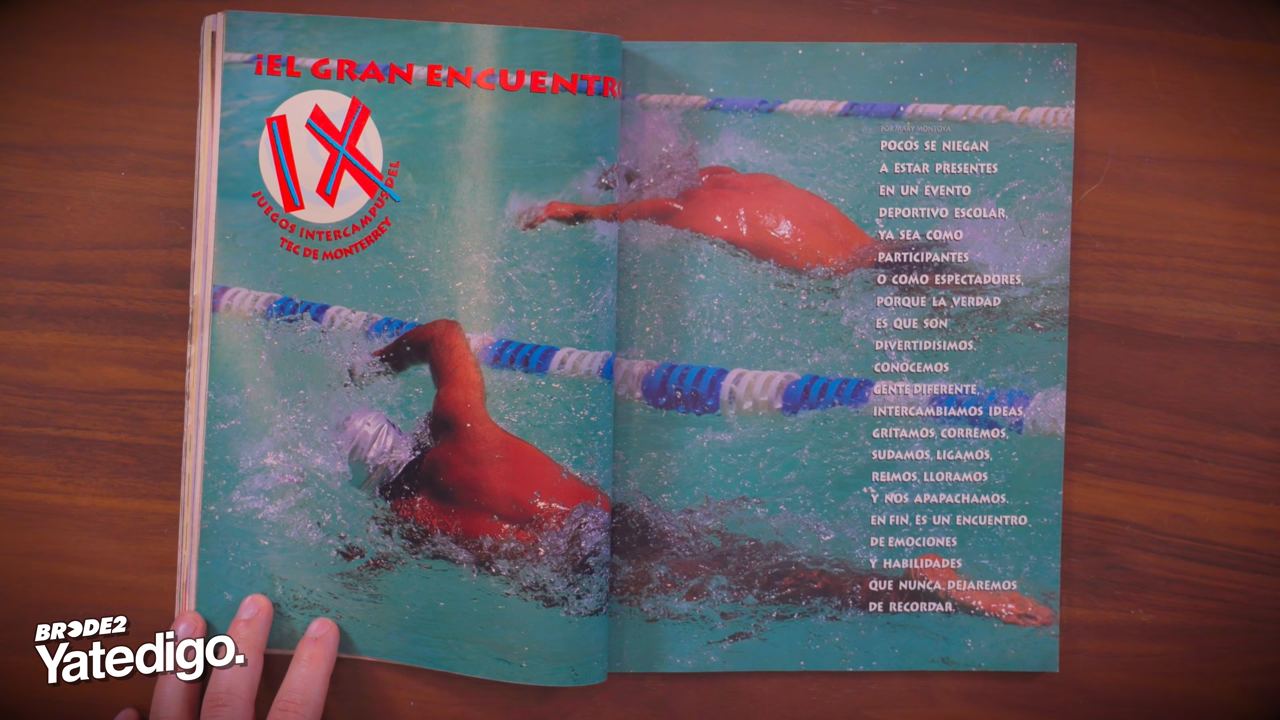 ¡EL GRAN ENCUENTRO
IX
JUEGOS INTERCAMPUS DEL
TEC DE MONTERREY
POR MARY MONTOYA
POCOS SE NIEGAN
A ESTAR PRESENTES
EN UN EVENTO
DEPORTIVO ESCOLAR,
YA SEA COMO
PARTICIPANTES
O COMO ESPECTADORES,
PORQUE LA VERDAD
ES QUE SON
DIVERTIDISIMOS.
CONOCEMOS
GENTE DIFERENTE,
INTERCAMBIAMOS IDEAS,
GRITAMOS, CORREMOS,
SUDAMOS, LIGAMOS,
REIMOS, LLORAMOS
Y NOS APAPACHAMOS.
EN FIN, ES UN ENCUENTRO
DE EMOCIONES
Y HABILIDADES
QUE NUNCA DEJAREMOS
DE RECORDAR.
BRODE2
Yatedigo.